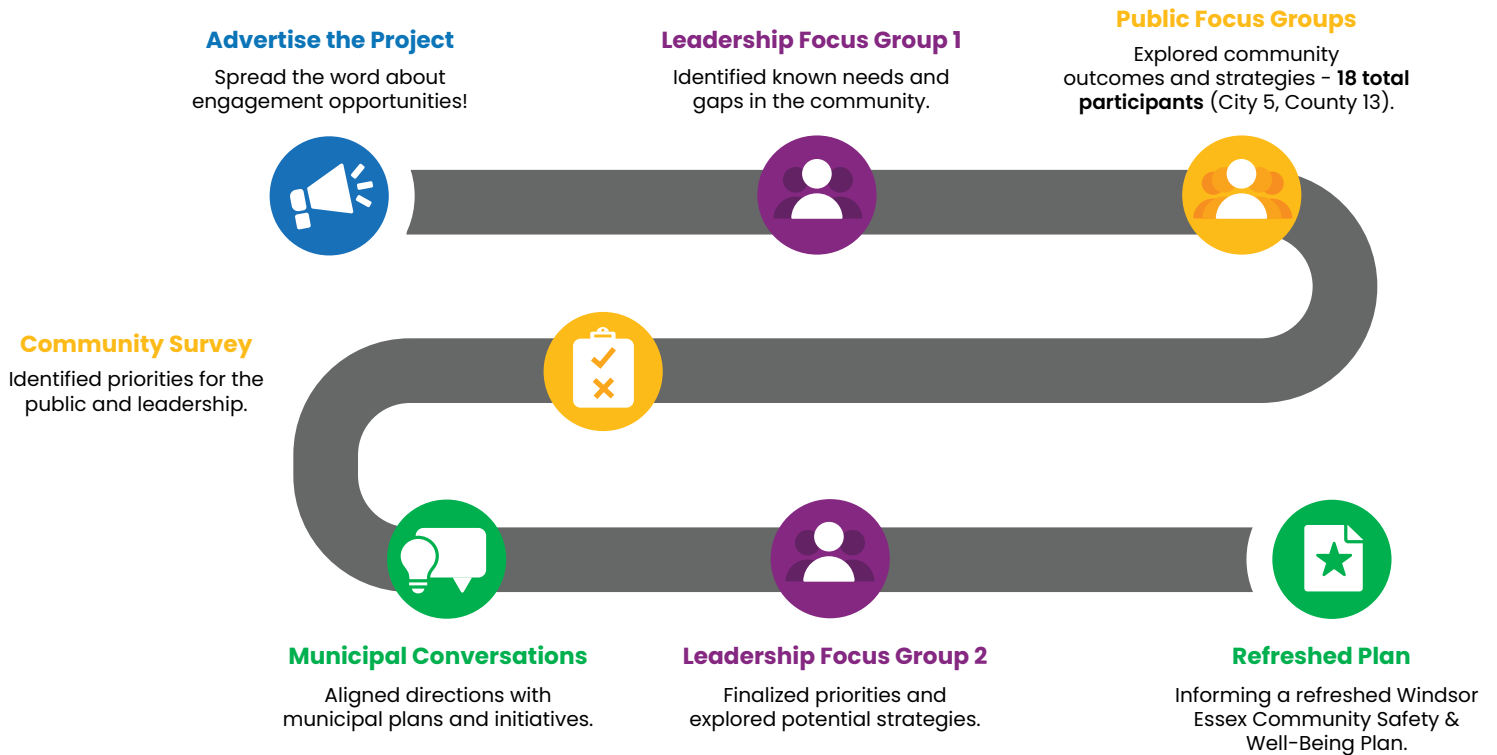 Advertise the Project
Spread the word about
engagement opportunities!
Leadership Focus Group 1
Identified known needs and
gaps in the community.
Public Focus Groups
Explored community
outcomes and strategies - 18 total
participants (City 5, County 13).
Community Survey
Identified priorities for the
public and leadership.
Municipal Conversations
Aligned directions with
municipal plans and initiatives.
Leadership Focus Group 2
Finalized priorities and
explored potential strategies.
Refreshed Plan
Informing a refreshed Windsor
Essex Community Safety &
Well-Being Plan.